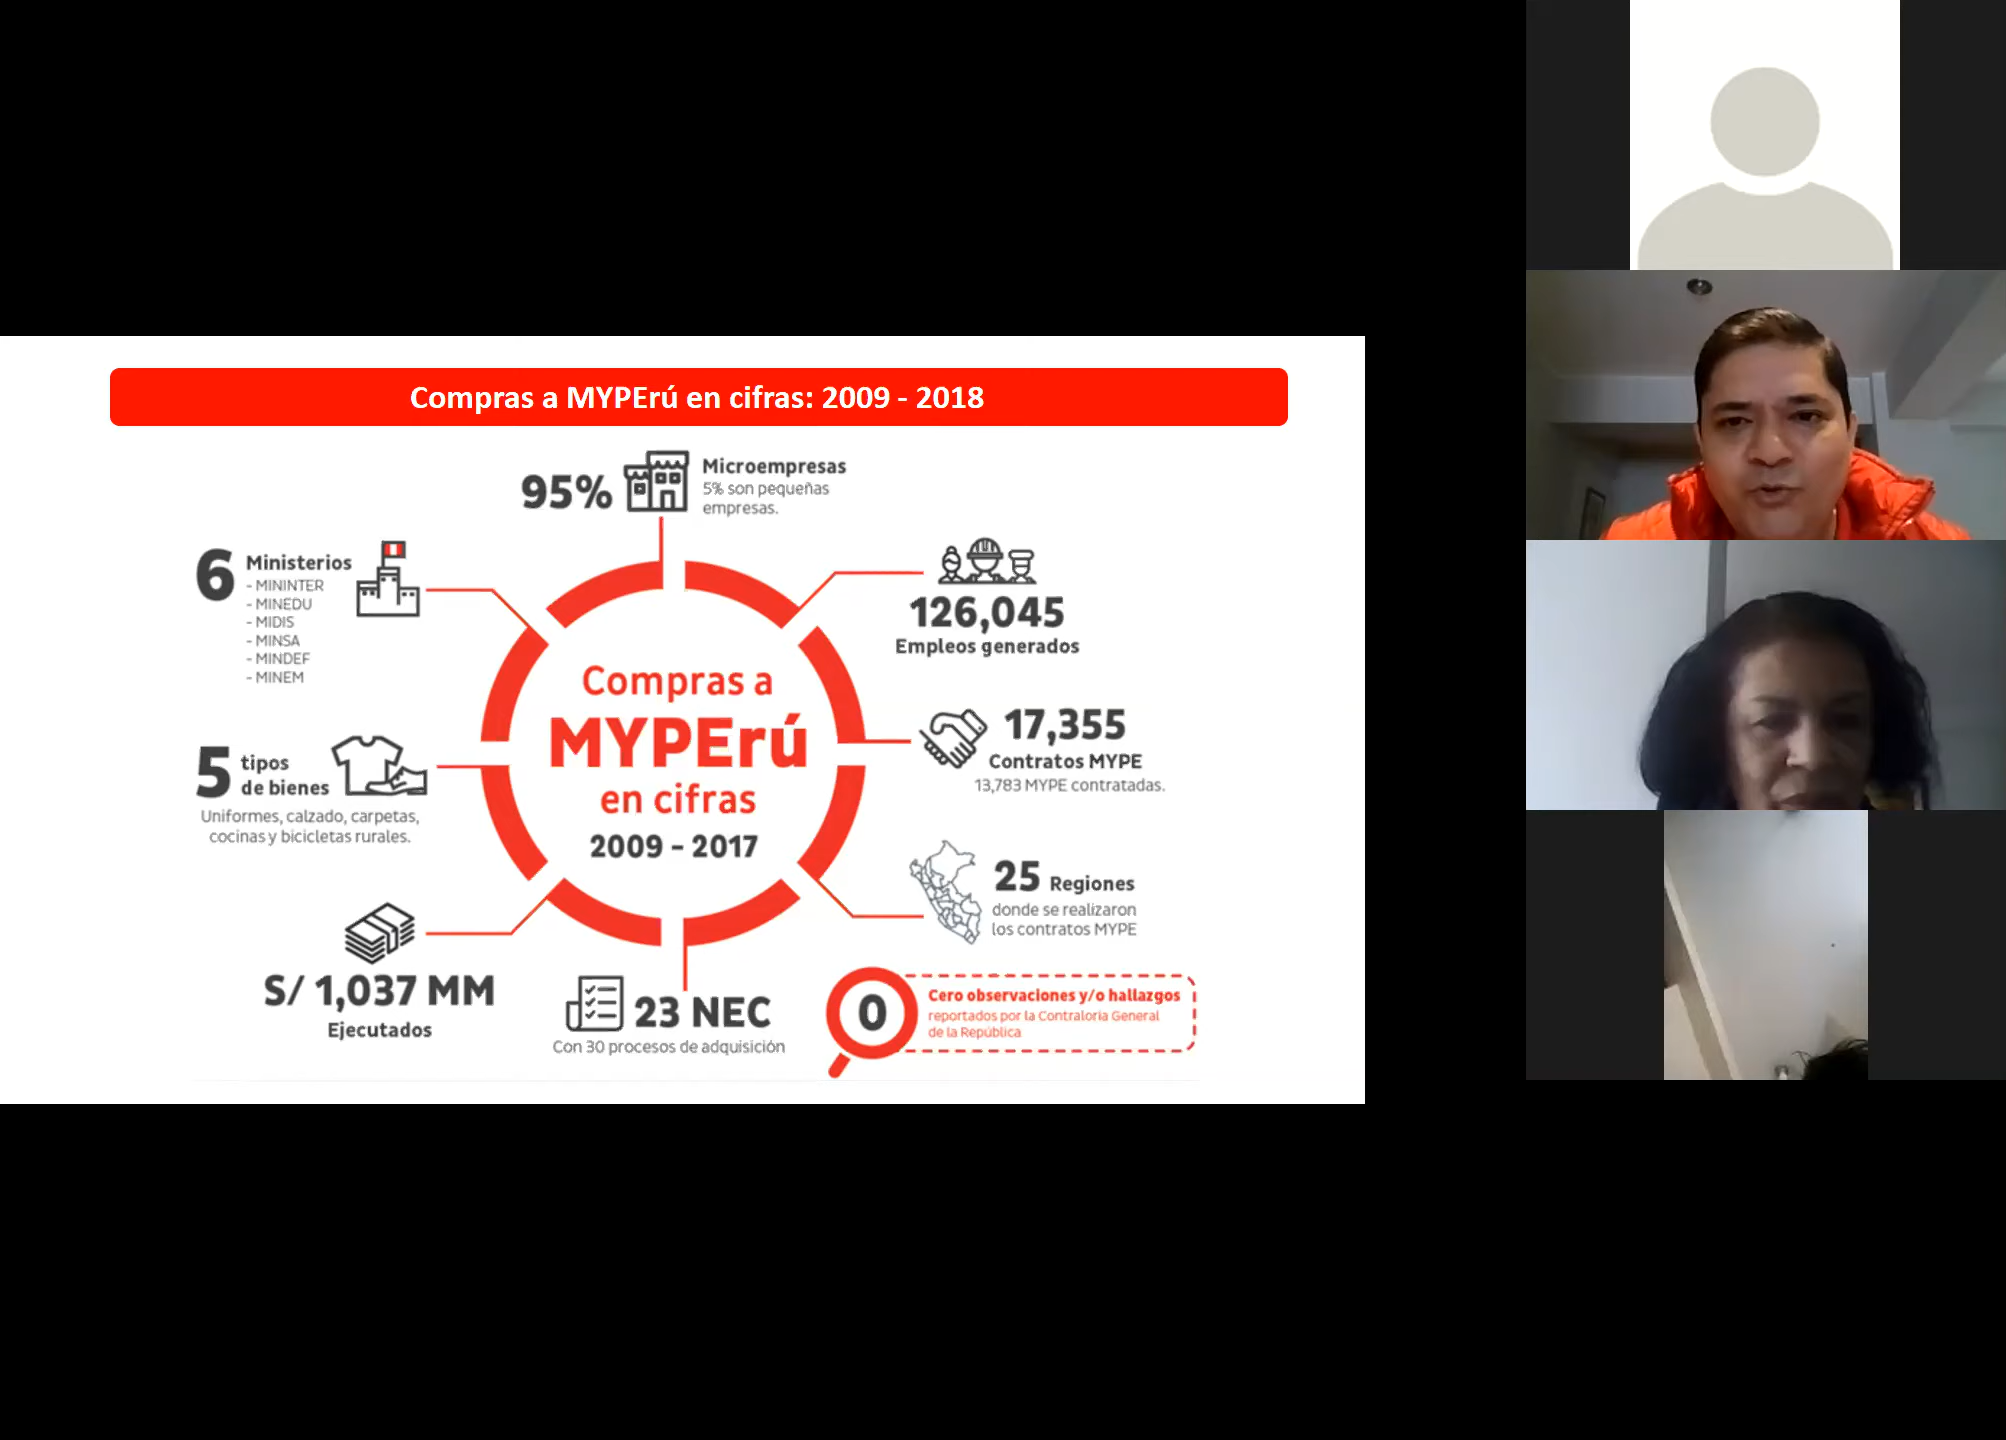 Compras a MYPErú en cifras: 2009 - 2018
95%
Microempresas
5% son pequeñas
empresas.
6 Ministerios
- MININTER
- MINEDU
- MIDIS
- MINSA
- MINDEF
- MINEM
126,045
Empleos generados
Compras a
MYPErú
en cifras
2009 - 2017
17,355
Contratos MYPE
13,783 MYPE contratadas.
5 tipos
de bienes
Uniformes, calzado, carpetas,
cocinas y bicicletas rurales.
25 Regiones
donde se realizaron
los contratos MYPE
S/ 1,037 MM
Ejecutados
23 NEC
Con 30 procesos de adquisición
0
Cero observaciones y/o hallazgos
reportados por la Contraloria General
de la República